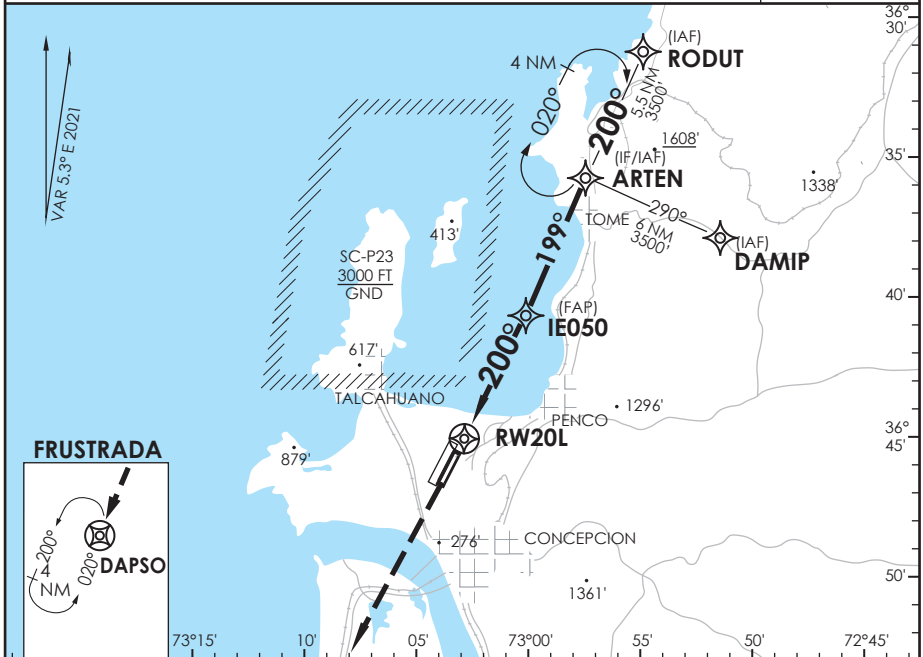 36°
30'
(IAF)
RODUT
4 NM
020°
200°
5.5 NM
3500'
1608'
VAR 5.3° E 2021
35'
(IF/IAF)
ARTEN
1338'
TOME
290°
6 NM
3500'
(IAF)
DAMIP
199°
413'
SC-P23
3000 FT
GND
40'
(FAP)
IE050
200°
617'
TALCAHUANO
1296'
PENCO
36°
45'
RW20L
879'
FRUSTRADA
200°
4
NM
020°
DAPSO
276'
CONCEPCION
50'
1361'
73°15'
10'
05'
73°00'
55'
50'
72°45'